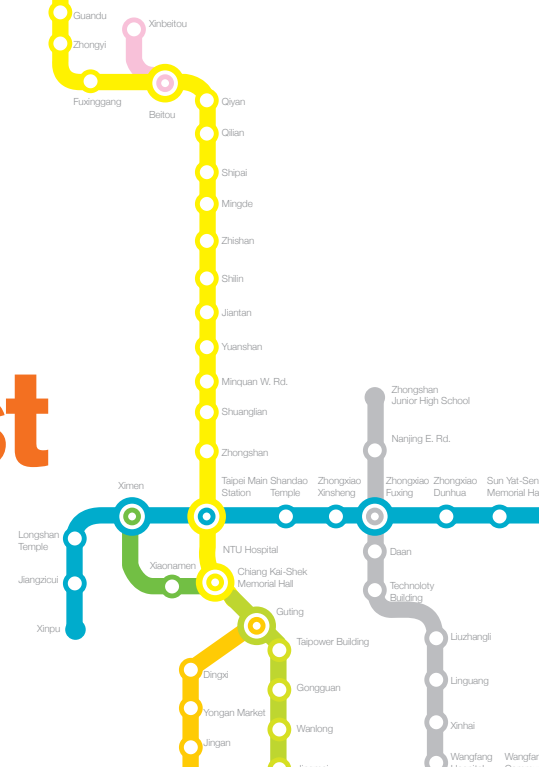 Guandu
Xinbeitou
Zhongyi
Fuxinggang
Beitou
Qiyan
Qilian
Shipai
Mingde
Zhishan
Shilin
Jiantan
Yuanshan
Minquan W. Rd.
Shuanglian
Zhongshan
Zhongshan
Junior High School
Nanjing E. Rd.
t
Ximen
Taipei Main
Station
Shandao
Temple
Zhongxiao
Xinsheng
Zhongxiao
Fuxing
Zhongxiao
Dunhua
Sun Yat-Sen
Memorial Ha
Longshan
Temple
NTU Hospital
Xiaonamen
Chiang Kai-Shek
Memorial Hall
Daan
Jiangzicui
Technoloty
Building
Xinpu
Guting
Taipower Building
Liuzhangli
Dingxi
Gongguan
Linguang
Yongan Market
Wanlong
Xinhai
Jingan
Wangfang
Wangfar